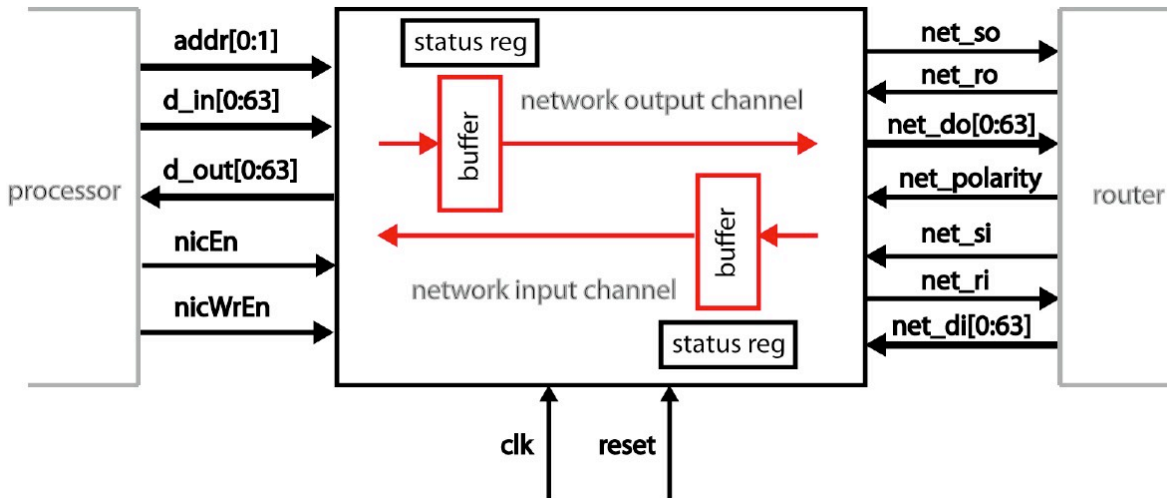 processor
addr[0:1]
d_in[0:63]
d_out[0:63]
nicEn
nicWrEn
status reg
buffer
network output channel
buffer
network input channel
status reg
clk
reset
net_so
net_ro
net_do[0:63]
net_polarity
net_si
net_ri
net_di[0:63]
router